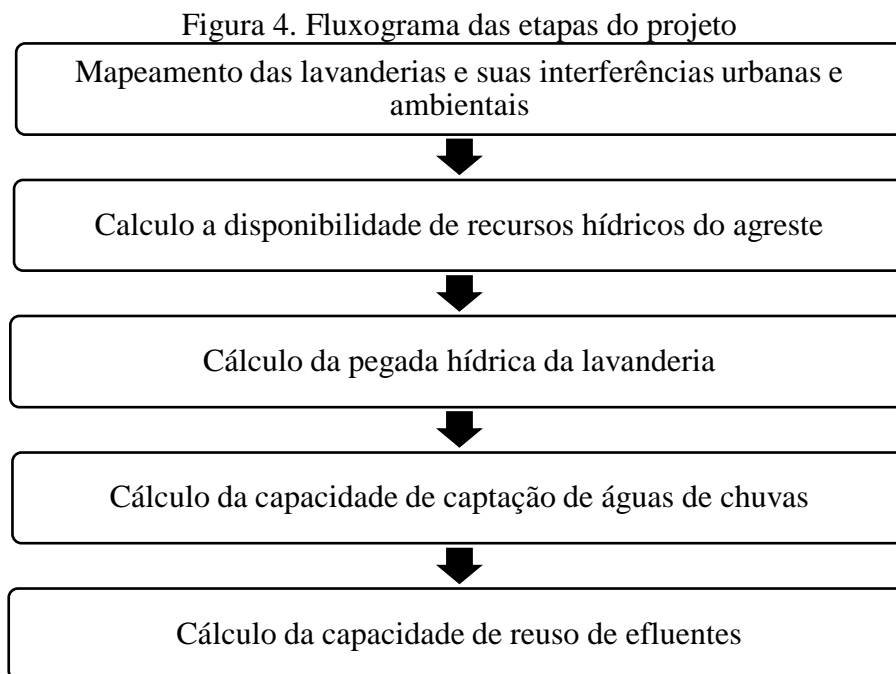 Figura 4. Fluxograma das etapas do projeto
Mapeamento das lavanderias e suas interferências urbanas e
ambientais
Calculo a disponibilidade de recursos hídricos do agreste
Cálculo da pegada hídrica da lavanderia
Cálculo da capacidade de captação de águas de chuvas
Cálculo da capacidade de reuso de efluentes